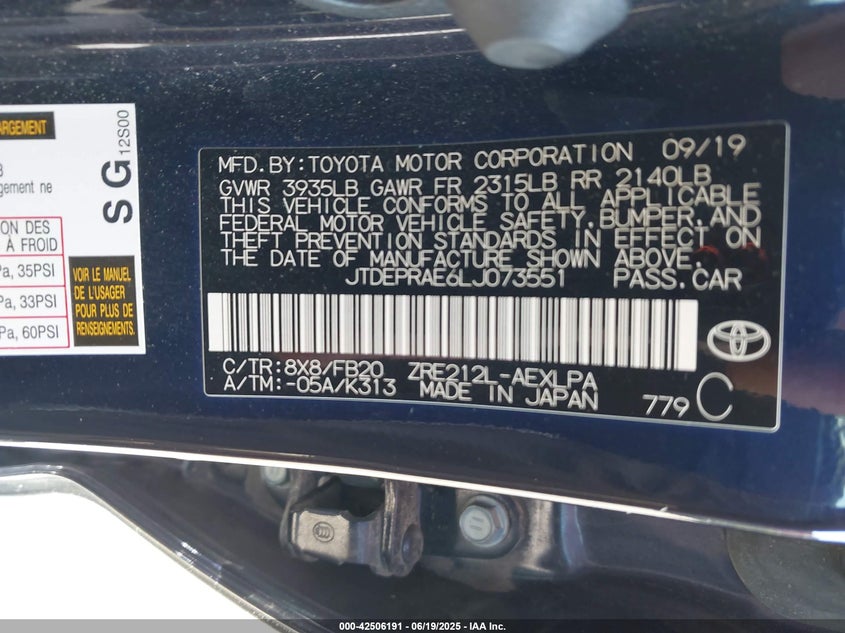 ARGEMENT
gement ne
ON DES
À FROID
Pa, 35PSI
Pa, 33PSI
Pa, 60PSI
SG
12S00
VOIR LE MANUEL
DE L'USAGER
POUR PLUS DE
RENSEIGNEMENTS
MFD.BY:TOYOTA MOTOR CORPORATION 09/19
GVWR 3935LB GAWR FR 2315LB RR 2140LB
THIS VEHICLE CONFORMS TO ALL APPLICABLE
FEDERAL MOTOR VEHICLE SAFETY,BUMPER,AND
THEFT PREVENTION STANDARDS IN EFFECT ON
THE DATE OF MANUFACTURE SHOWN ABOVE.
JTDEPRAE6LJ073551 PASS.CAR
C/TR:8X8/FB20 ZRE212L-AEXLPA
A/TM:-05A/K313 MADE IN JAPAN 779 C
000-42506191 - 06/19/2025 - IAA Inc.